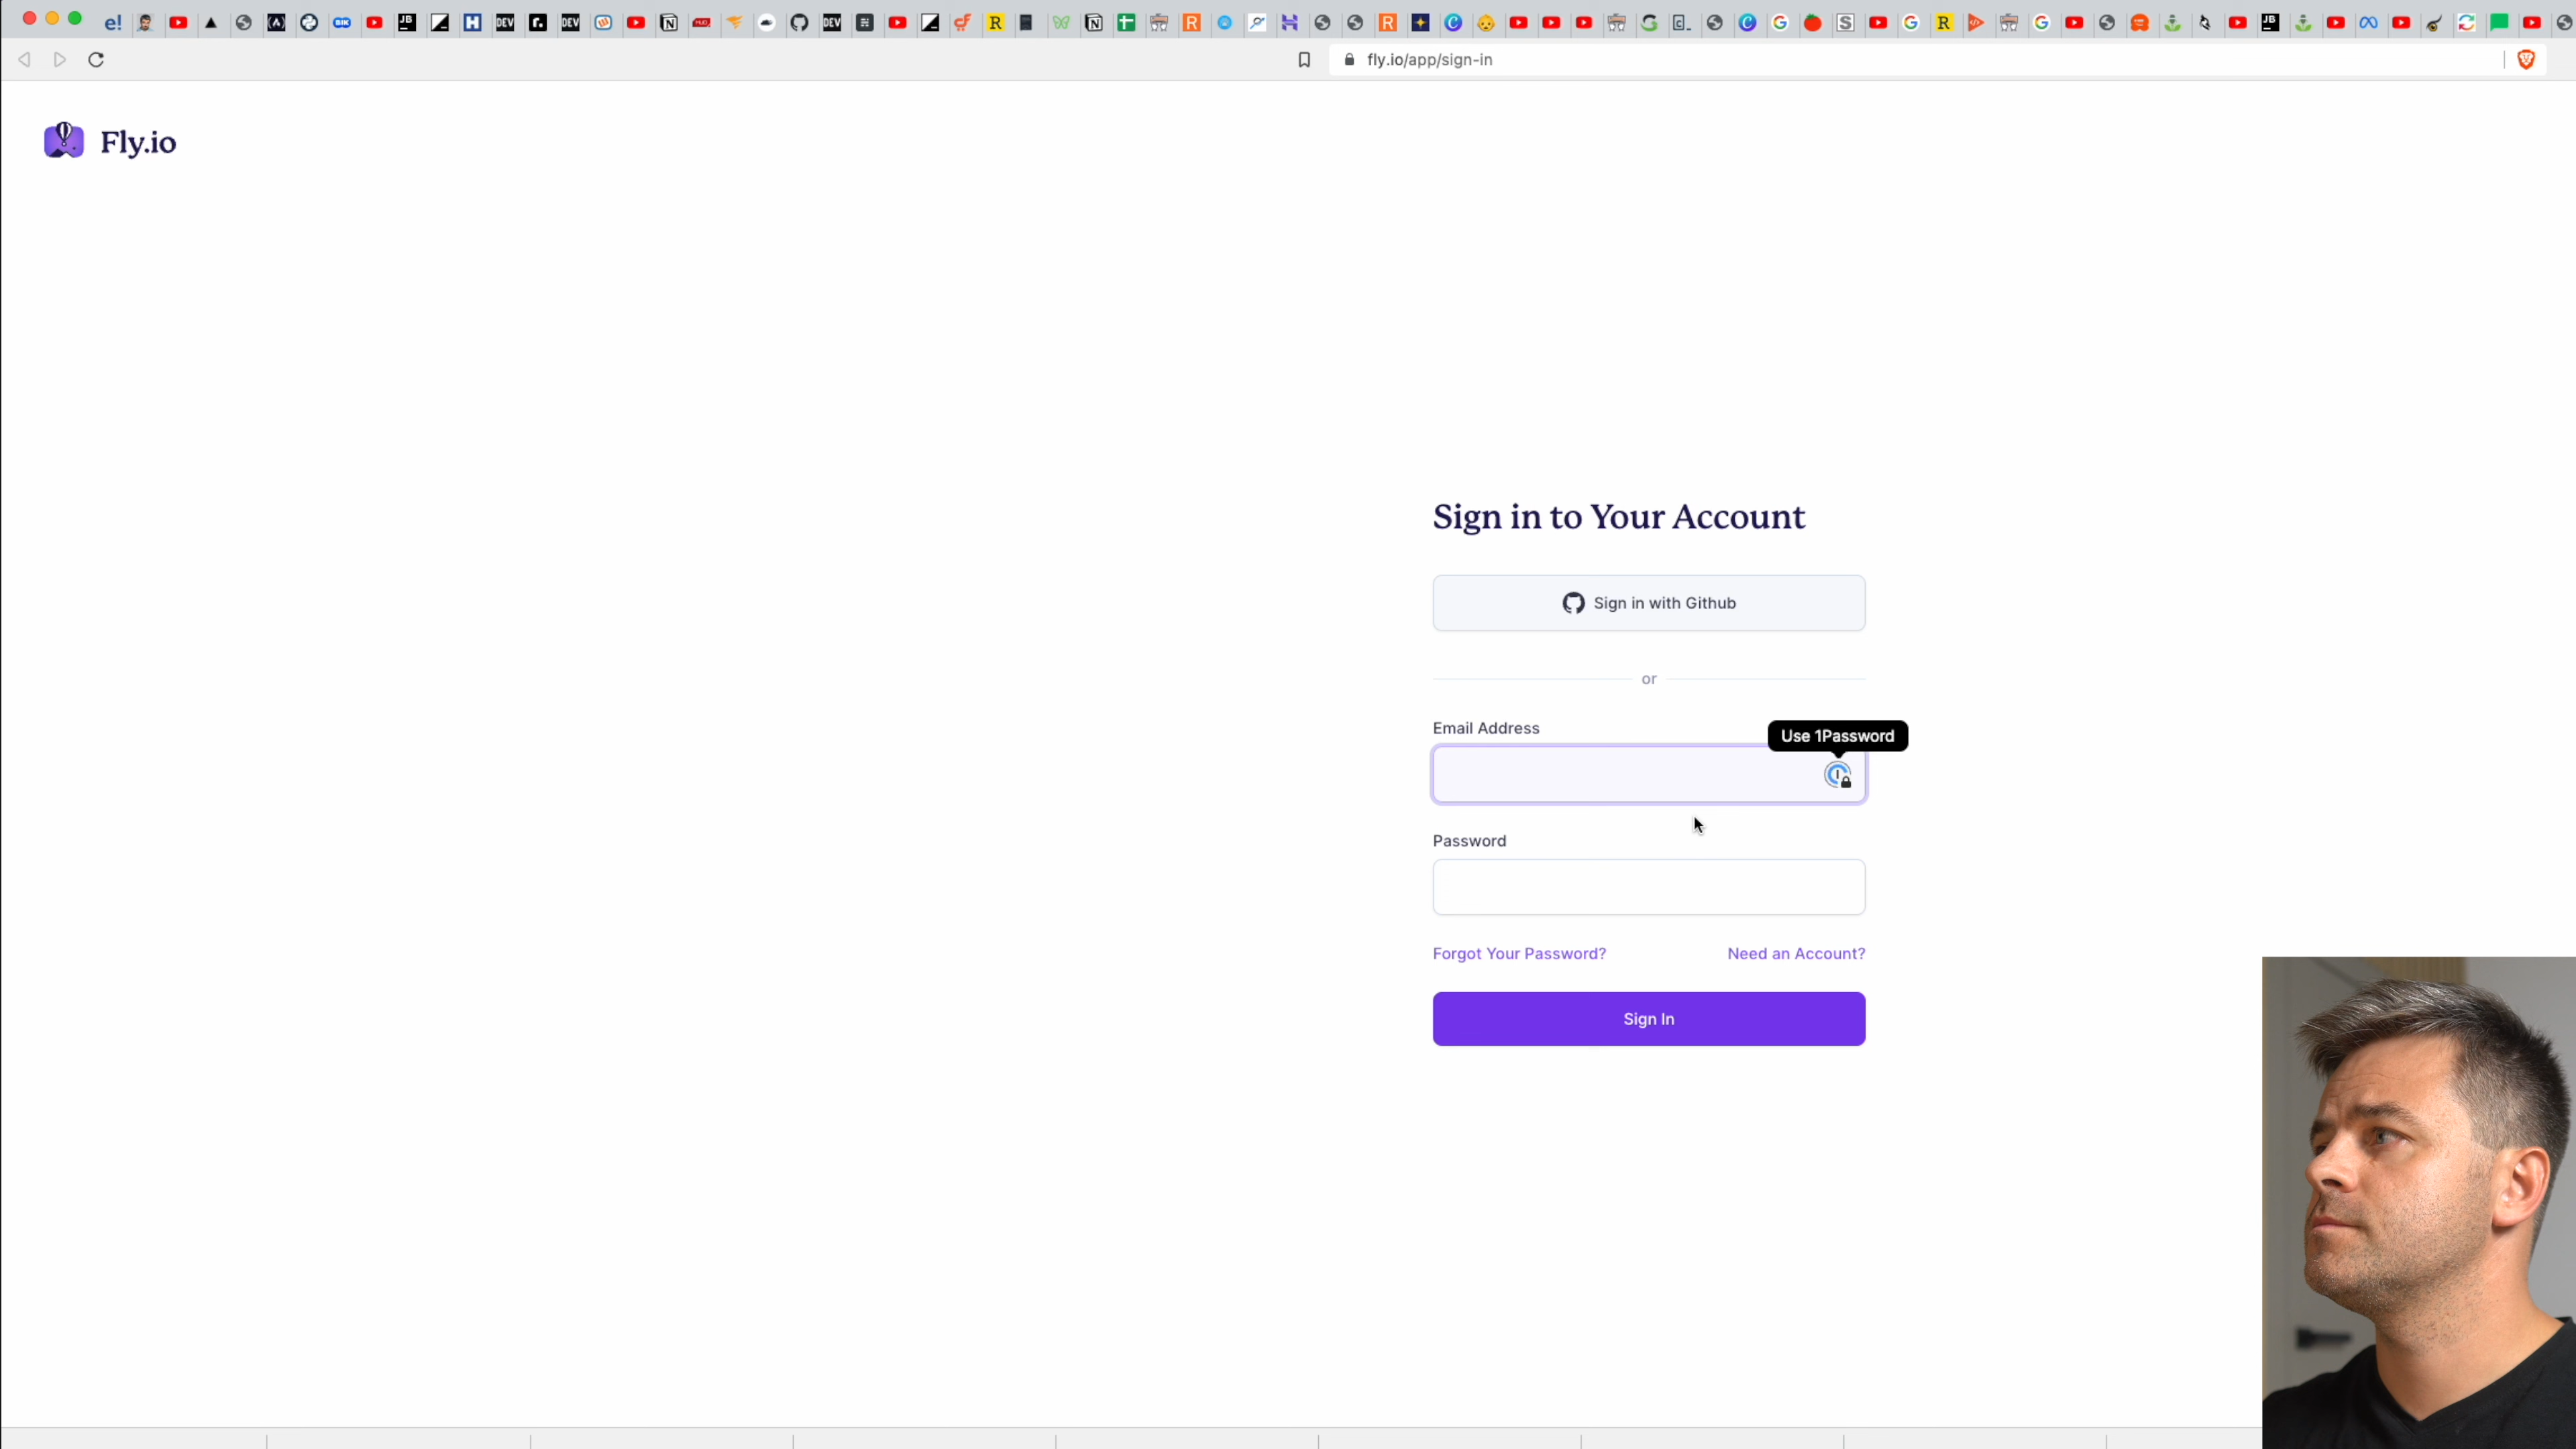 fly.io/app/sign-in
Fly.io
Sign in to Your Account
Sign in with Github
or
Email Address
Use 1Password
Password
Forgot Your Password?
Need an Account?
Sign In